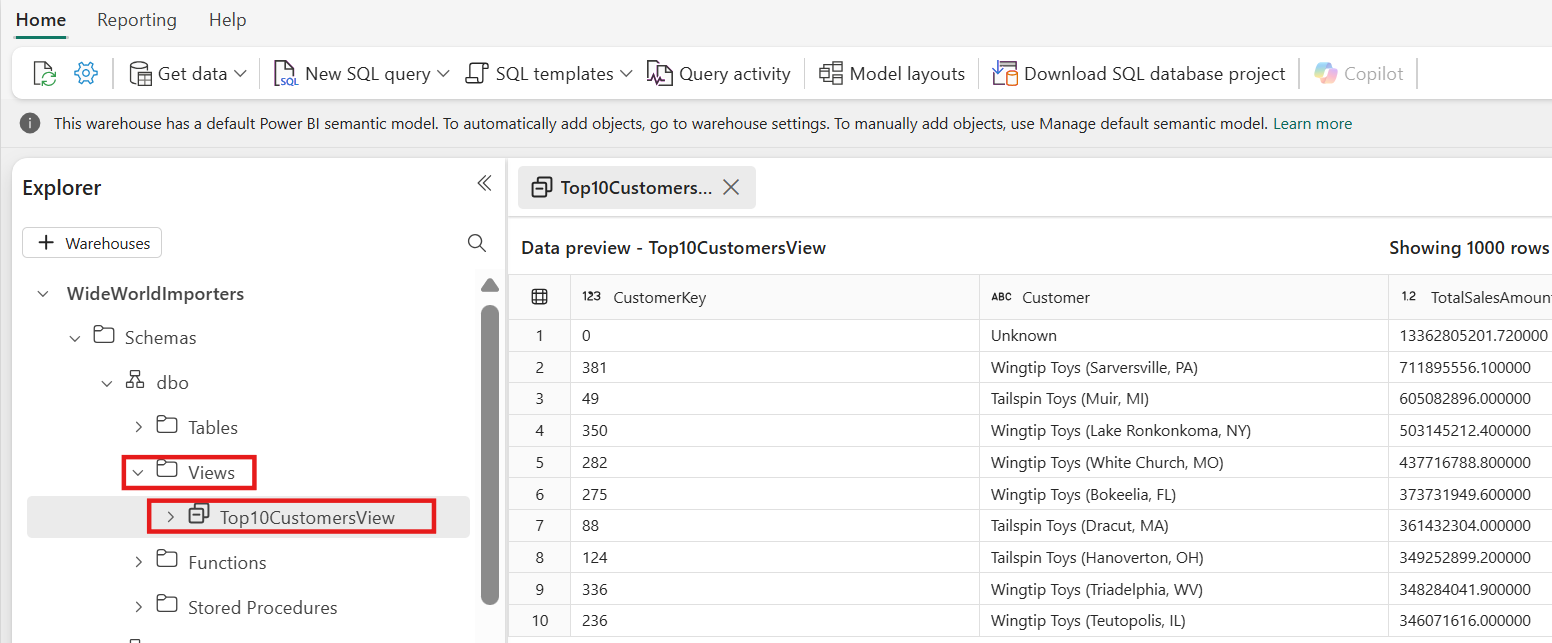 Home Reporting Help
Get data New SQL query SQL templates Query activity Model layouts Download SQL database project Copilot
This warehouse has a default Power BI semantic model. To automatically add objects, go to warehouse settings. To manually add objects, use Manage default semantic model. Learn more
Explorer
+ Warehouses
WideWorldImporters
Schemas
dbo
Tables
Views
Top10CustomersView
Functions
Stored Procedures
Top10Customers...
Data preview - Top10CustomersView Showing 1000 rows
123 CustomerKey ABC Customer 1.2 TotalSalesAmoun
1 0 Unknown 13362805201.720000
2 381 Wingtip Toys (Sarversville, PA) 711895556.100000
3 49 Tailspin Toys (Muir, MI) 605082896.000000
4 350 Wingtip Toys (Lake Ronkonkoma, NY) 503145212.400000
5 282 Wingtip Toys (White Church, MO) 437716788.800000
6 275 Wingtip Toys (Bokeelia, FL) 373731949.600000
7 88 Tailspin Toys (Dracut, MA) 361432304.000000
8 124 Tailspin Toys (Hanoverton, OH) 349252899.200000
9 336 Wingtip Toys (Triadelphia, WV) 348284041.900000
10 236 Wingtip Toys (Teutopolis, IL) 346071616.000000